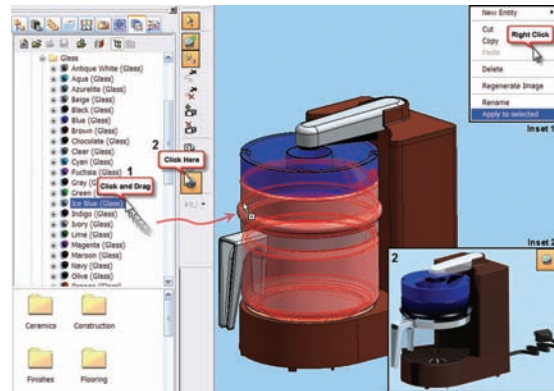 Glass
Antique White (Glass)
Aqua (Glass)
Azurelite (Glass)
Beige (Glass)
Black (Glass)
Blue (Glass)
Brown (Glass)
Chocolate (Glass)
Clear (Glass)
Cyan (Glass)
Fuchsia (Glass)
Gray (
Green (
Ice Blue (Glass)
Indigo (Glass)
Ivory (Glass)
Lime (Glass)
Magenta (Glass)
Maroon (Glass)
Navy (Glass)
Olive (Glass)
1
Click and Drag
2
Click Here
Ceramics
Construction
Finishes
Flooring
New Entity
Cut
Copy
Paste
Right Click
Delete
Regenerate Image
Rename
Apply to selected
Inset 1
Inset 2
2